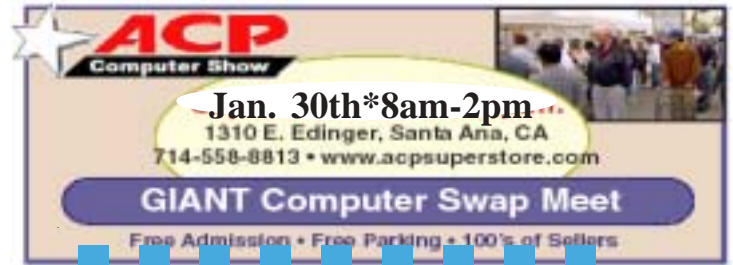 ACP
Computer Show
Jan. 30th*8am-2pm
1310 E. Edinger, Santa Ana, CA
714-558-8813 • www.acpsuperstore.com
GIANT Computer Swap Meet
Free Admission • Free Parking • 100's of Sellers